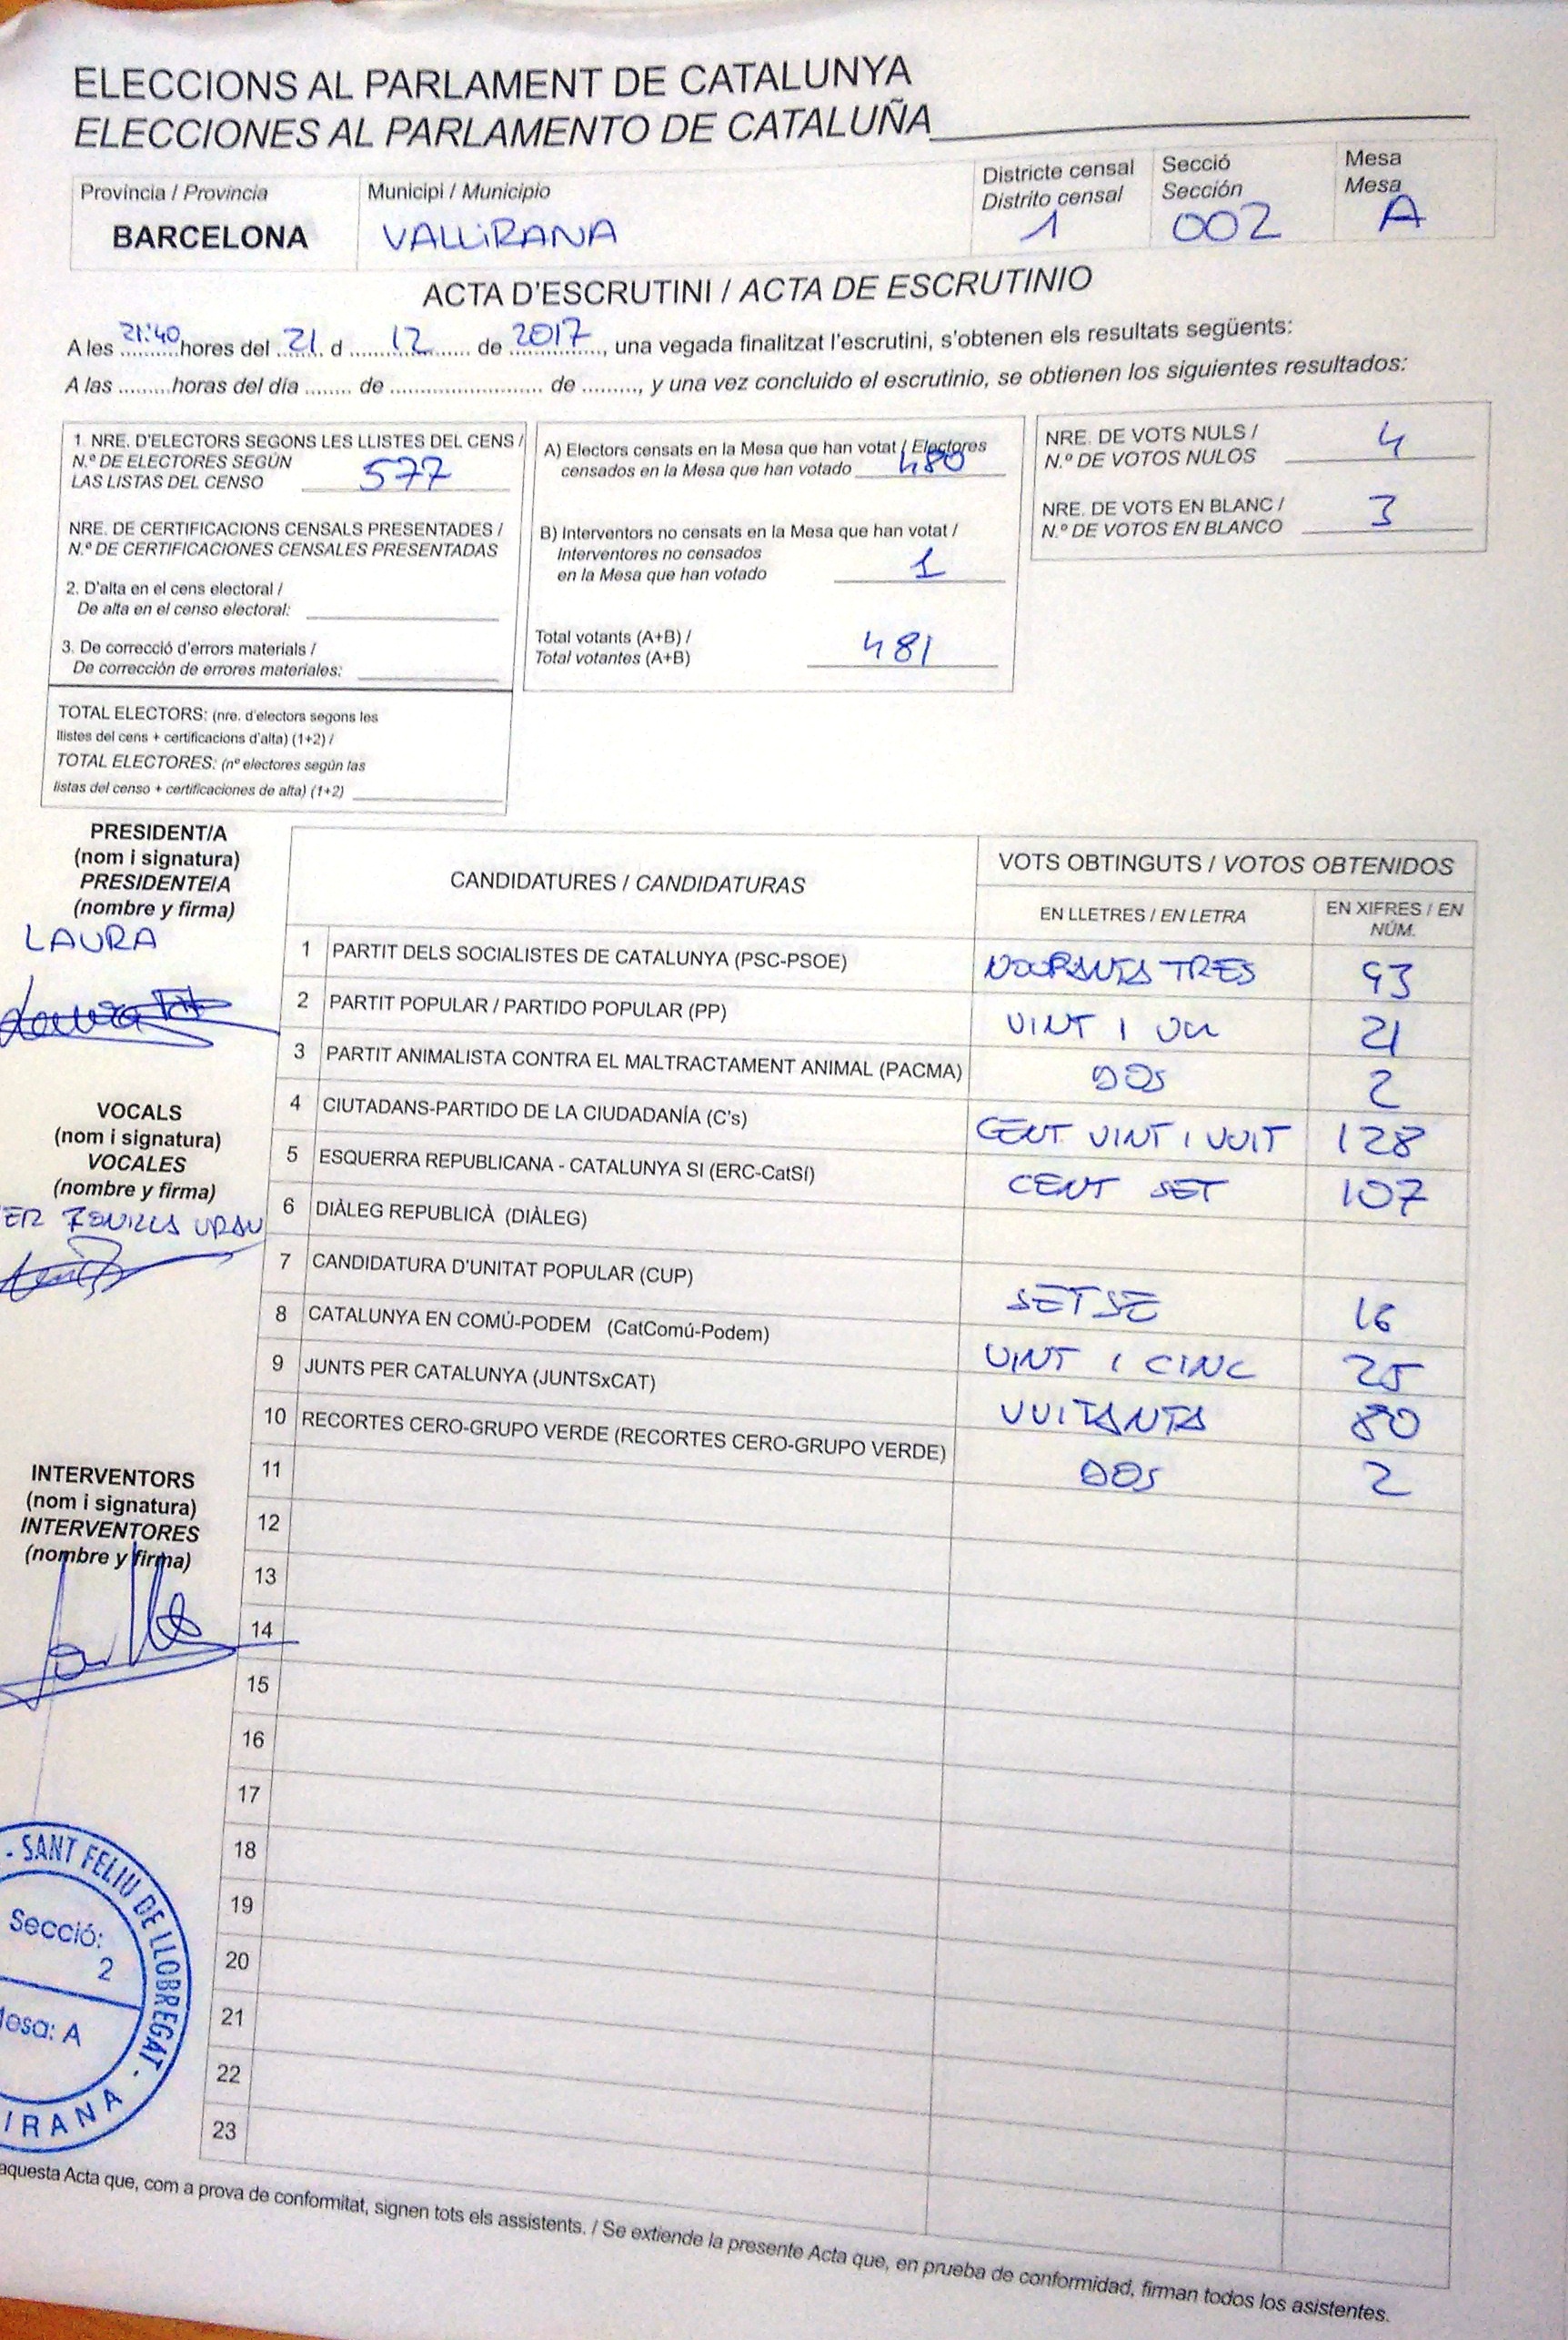 ELECCIONS AL PARLAMENT DE CATALUNYA
ELECCIONES AL PARLAMENTO DE CATALUÑA
Província / Provincia
BARCELONA
Municipi / Municipio
VALLIRANA
Districte censal
Distrito censal
1
Secció
Sección
002
Mesa
Mesa
A
ACTA D'ESCRUTINI / ACTA DE ESCRUTINIO
A les 21:40 hores del 21 d 12 de 2017, una vegada finalitzat l'escrutini, s'obtenen els resultats següents:
A las .........horas del día ........ de ......................... de ........., y una vez concluido el escrutinio, se obtienen los siguientes resultados:
1. NRE. D'ELECTORS SEGONS LES LLISTES DEL CENS /
N.º DE ELECTORES SEGÚN
LAS LISTAS DEL CENSO 577
NRE. DE CERTIFICACIONS CENSALS PRESENTADES /
N.º DE CERTIFICACIONES CENSALES PRESENTADAS
2. D'alta en el cens electoral /
De alta en el censo electoral:
3. De correcció d'errors materials /
De corrección de errores materiales:
TOTAL ELECTORS: (nre. d'electors segons les
llistes del cens + certificacions d'alta) (1+2) /
TOTAL ELECTORES: (nº electores según las
listas del censo + certificaciones de alta) (1+2)
A) Electors censats en la Mesa que han votat / Electores
censados en la Mesa que han votado 480
B) Interventors no censats en la Mesa que han votat /
Interventores no censados
en la Mesa que han votado 1
Total votants (A+B) /
Total votantes (A+B) 481
NRE. DE VOTS NULS /
N.º DE VOTOS NULOS 4
NRE. DE VOTS EN BLANC /
N.º DE VOTOS EN BLANCO 3
PRESIDENT/A
(nom i signatura)
PRESIDENTE/A
(nombre y firma)
LAURA
VOCALS
(nom i signatura)
VOCALES
(nombre y firma)
INTERVENTORS
(nom i signatura)
INTERVENTORES
(nombre y firma)
CANDIDATURES / CANDIDATURAS
VOTS OBTINGUTS / VOTOS OBTENIDOS
EN LLETRES / EN LETRA
EN XIFRES / EN
NÚM.
1 PARTIT DELS SOCIALISTES DE CATALUNYA (PSC-PSOE) NOURANTA TRES 93
2 PARTIT POPULAR / PARTIDO POPULAR (PP) VINT I UN 21
3 PARTIT ANIMALISTA CONTRA EL MALTRACTAMENT ANIMAL (PACMA) DOS 2
4 CIUTADANS-PARTIDO DE LA CIUDADANÍA (C's) CENT VINT I VUIT 128
5 ESQUERRA REPUBLICANA - CATALUNYA SI (ERC-CatSí) CENT SET 107
6 DIÀLEG REPUBLICÀ (DIÀLEG)
7 CANDIDATURA D'UNITAT POPULAR (CUP) SETSE 16
8 CATALUNYA EN COMÚ-PODEM (CatComú-Podem) VINT I CINC 25
9 JUNTS PER CATALUNYA (JUNTSxCAT) VUITANTA 80
10 RECORTES CERO-GRUPO VERDE (RECORTES CERO-GRUPO VERDE) DOS 2
11
12
13
14
15
16
17
18
19
20
21
22
23
- SANT FELIU DE LLOBREGAT -
Secció:
2
Mesa: A
IRANA
aquesta Acta que, com a prova de conformitat, signen tots els assistents. / Se extiende la presente Acta que, en prueba de conformidad, firman todos los asistentes.